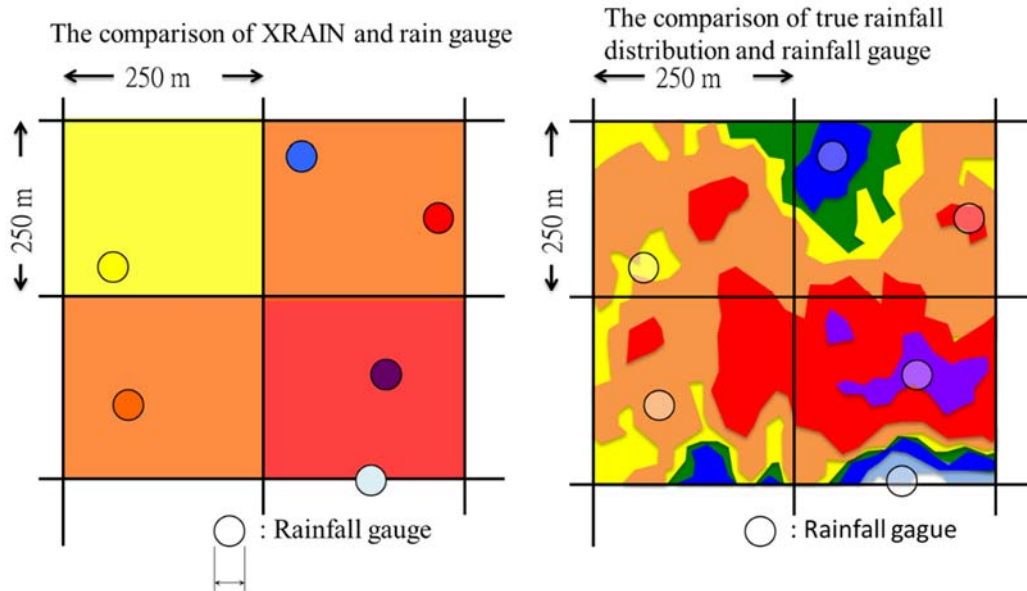 The comparison of XRAIN and rain gauge
250 m
250 m
: Rainfall gauge
The comparison of true rainfall
distribution and rainfall gauge
250 m
250 m
: Rainfall gague